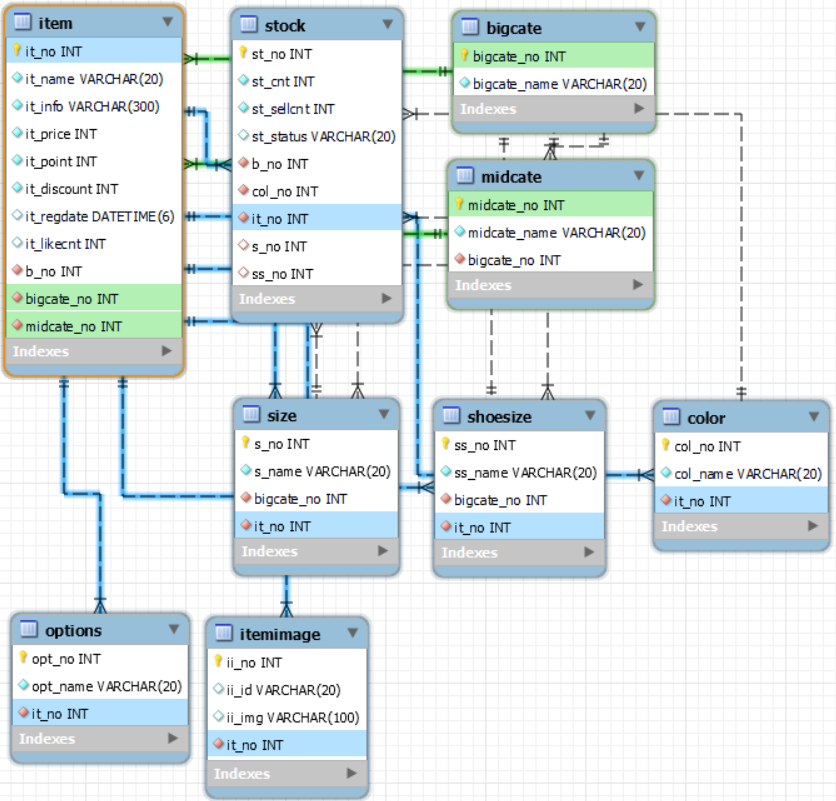 item
it_no INT
it_name VARCHAR(20)
it_info VARCHAR(300)
it_price INT
it_point INT
it_discount INT
it_regdate DATETIME(6)
it_likecnt INT
b_no INT
bigcate_no INT
midcate_no INT
Indexes
stock
st_no INT
st_cnt INT
st_sellcnt INT
st_status VARCHAR(20)
b_no INT
col_no INT
it_no INT
s_no INT
ss_no INT
Indexes
bigcate
bigcate_no INT
bigcate_name VARCHAR(20)
Indexes
midcate
midcate_no INT
midcate_name VARCHAR(20)
bigcate_no INT
Indexes
size
s_no INT
s_name VARCHAR(20)
bigcate_no INT
it_no INT
Indexes
shoesize
ss_no INT
ss_name VARCHAR(20)
bigcate_no INT
it_no INT
Indexes
color
col_no INT
col_name VARCHAR(20)
it_no INT
Indexes
options
opt_no INT
opt_name VARCHAR(20)
it_no INT
Indexes
itemimage
ii_no INT
ii_id VARCHAR(20)
ii_img VARCHAR(100)
it_no INT
Indexes